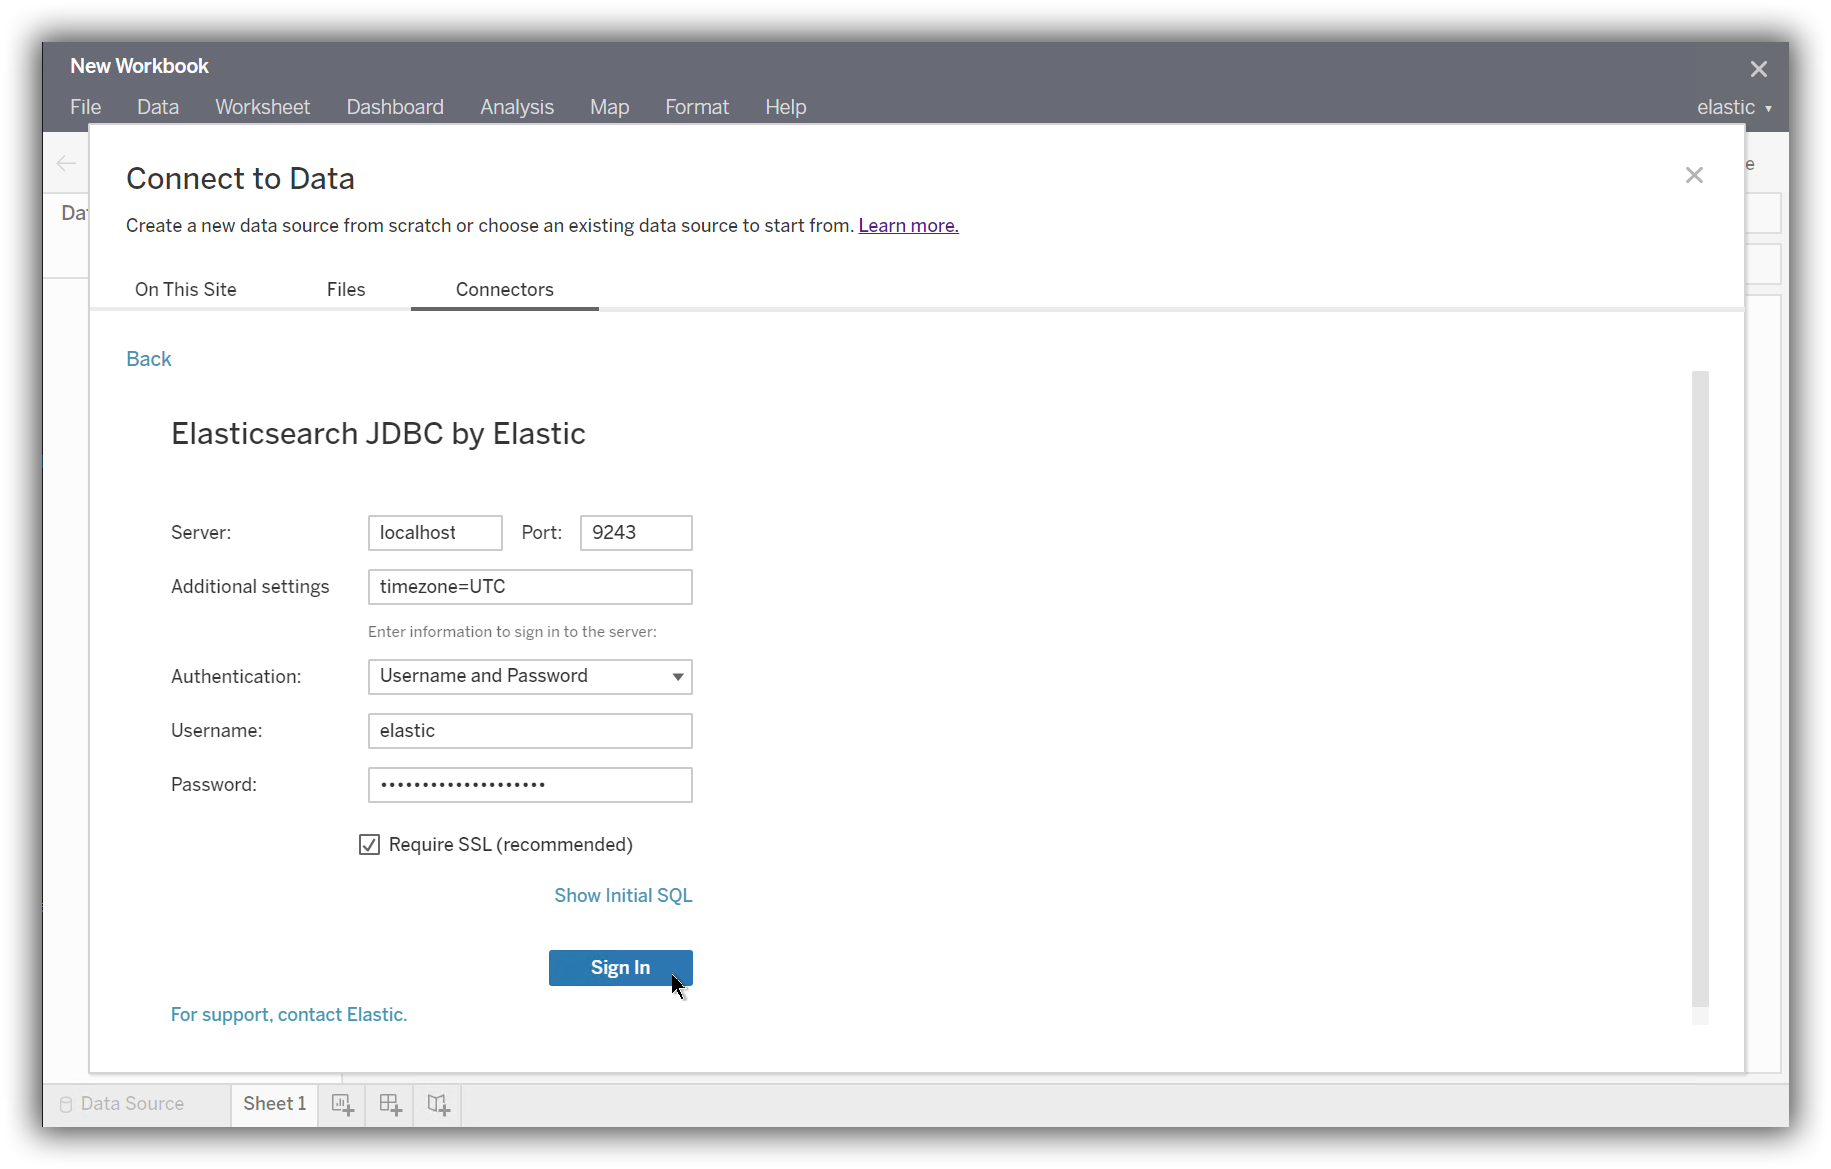 New Workbook
File Data Worksheet Dashboard Analysis Map Format Help elastic
Connect to Data
Create a new data source from scratch or choose an existing data source to start from. Learn more.
On This Site Files Connectors
Back
Elasticsearch JDBC by Elastic
Server: localhost Port: 9243
Additional settings timezone=UTC
Enter information to sign in to the server:
Authentication: Username and Password
Username: elastic
Password: ••••••••••••••••••••
Require SSL (recommended)
Show Initial SQL
Sign In
For support, contact Elastic.
Data Source Sheet 1